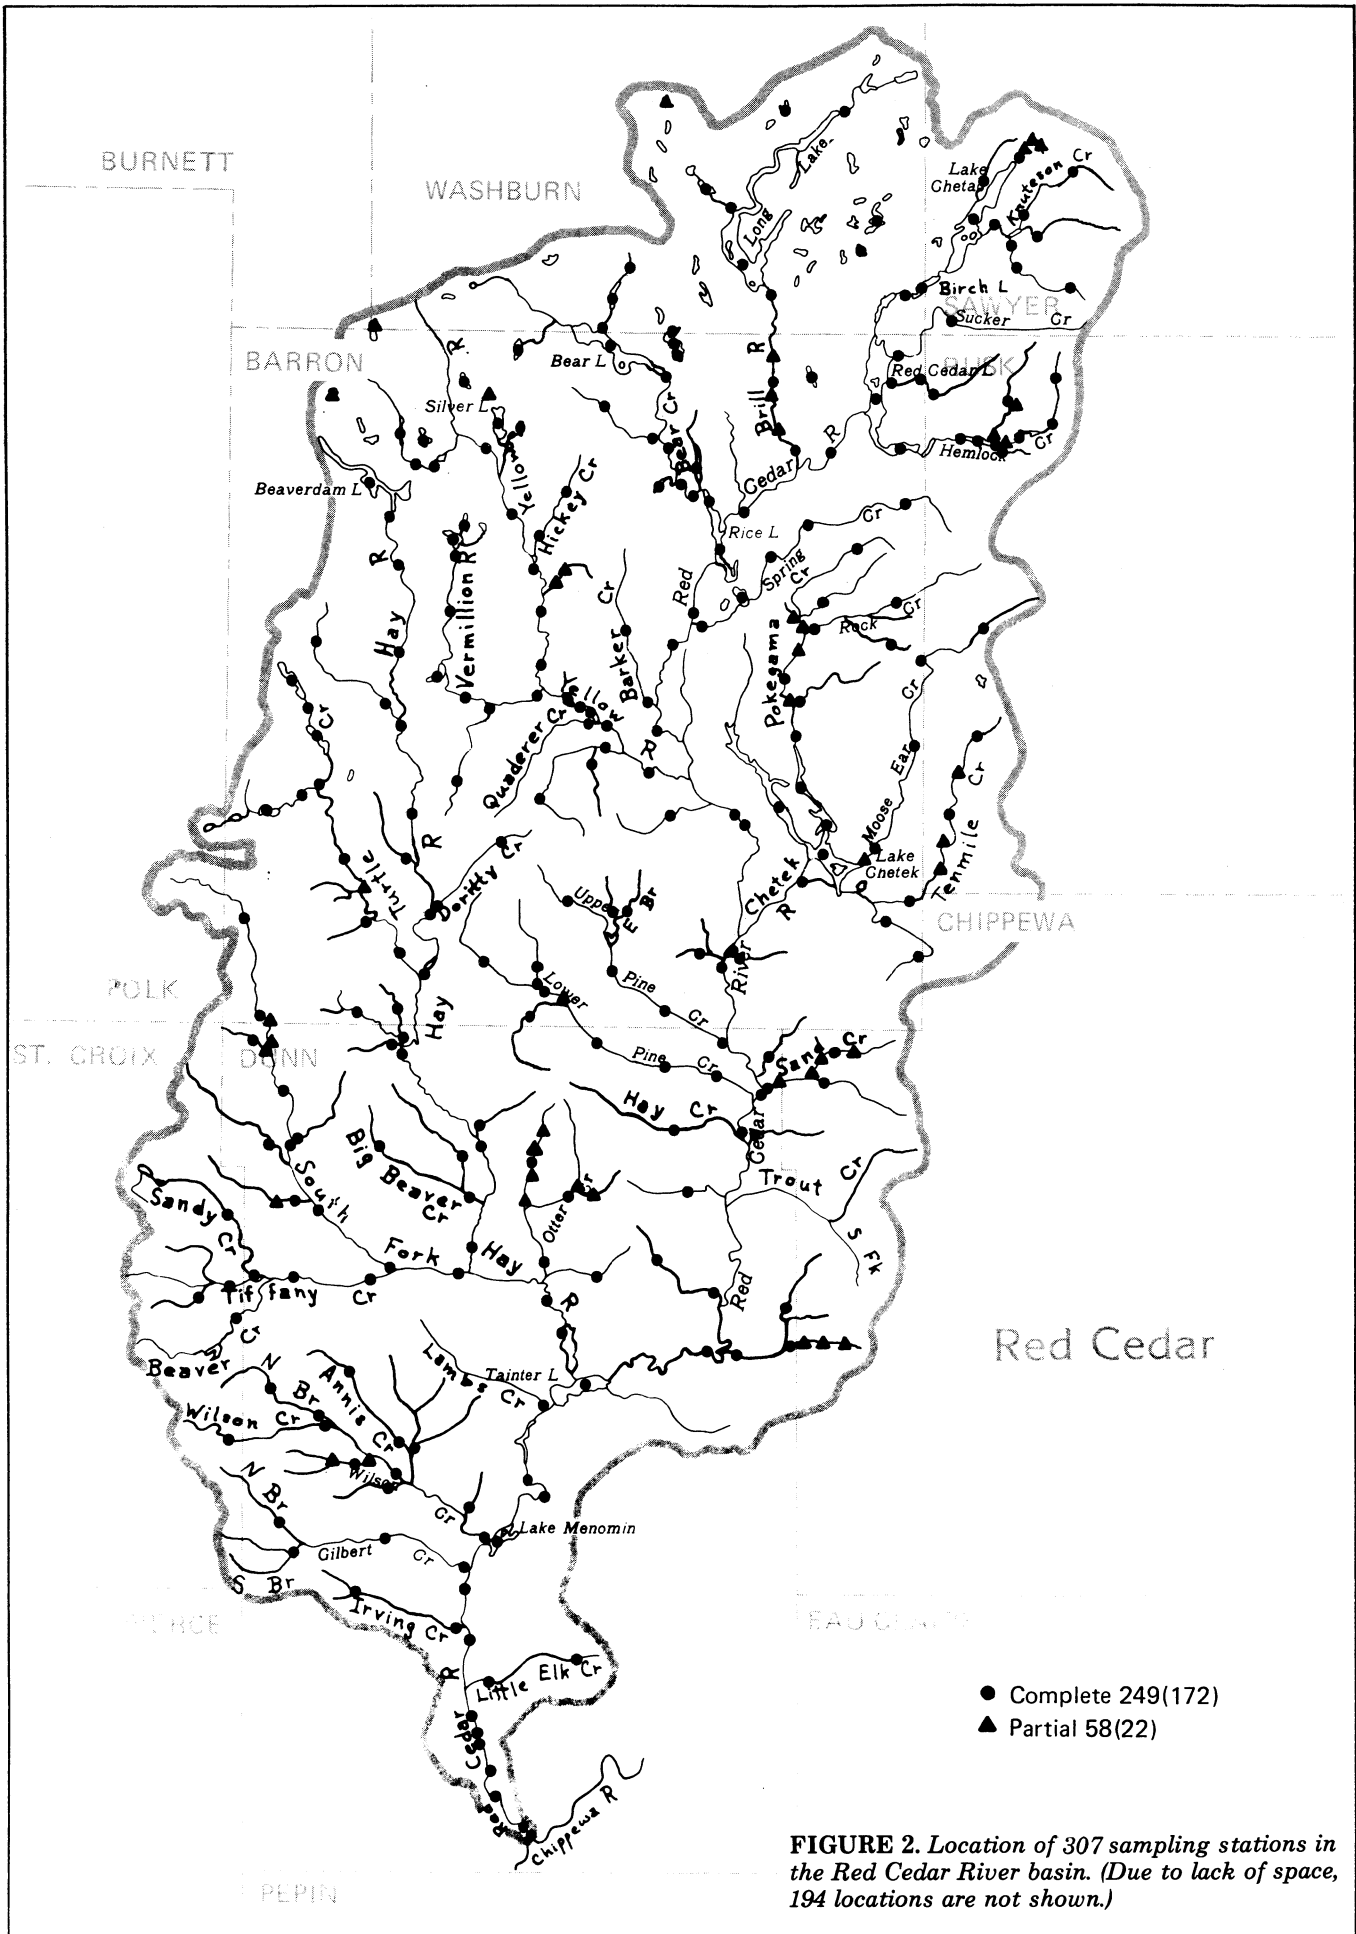 BURNETT
WASHBURN
Lake
Long
Lake
Chetac
Knuteson Cr
Birch L
SAWYER
Sucker Cr
BARRON
R
Bear L
R
Red Cedar L
RUSK
Silver L
Brill
Bear Cr
R
Hemlock Cr
Cedar
Beaverdam L
Yellow
Hickey Cr
Rice L
Cr
R
Vermillion R
Spring
Cr
Red
Cr
Hay
Barker
Rock Cr
Pokegama
Cr
Cr
Yellow
Quaderer Cr
R
Ear
Moose
Cr
Tenmile
R
Turtle
Doritty Cr
Lake
Chetek
Chetek
R
Upper
E
Br
CHIPPEWA
River
POLK
Lower
Pine
Cr
Hay
ST. CROIX
DUNN
Pine
Cr
Sand Cr
Hay Cr
Cedar
Big Beaver
Cr
South
Trout Cr
Sandy
Cr
Otter Cr
S Fk
Fork
Hay
Red
Tiffany Cr
R
Cr
Red Cedar
Beaver
N
Br
Annis
Cr
Lambs
Cr
Tainter L
Wilson Cr
Wilson
N
Br
Cr
Lake Menomin
Gilbert
Cr
S Br
PIERCE
Irving Cr
EAU CLAIRE
R
Little Elk Cr
Cedar
Red
Chippewa R
PEPIN
● Complete 249(172)
▲ Partial 58(22)
FIGURE 2. Location of 307 sampling stations in
the Red Cedar River basin. (Due to lack of space,
194 locations are not shown.)